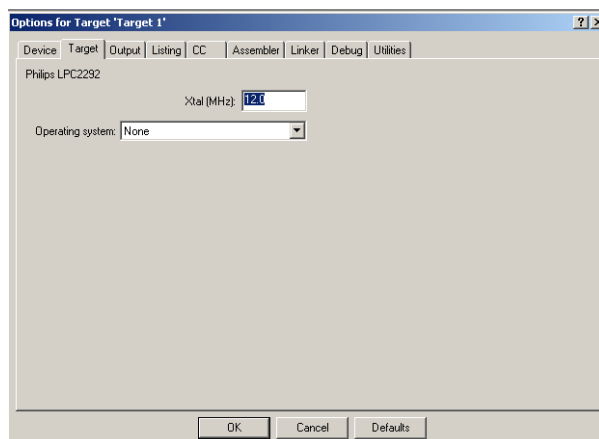 Options for Target 'Target 1'
Device Target Output Listing CC Assembler Linker Debug Utilities
Philips LPC2292
Xtal (MHz): 12.0
Operating system: None
OK Cancel Defaults